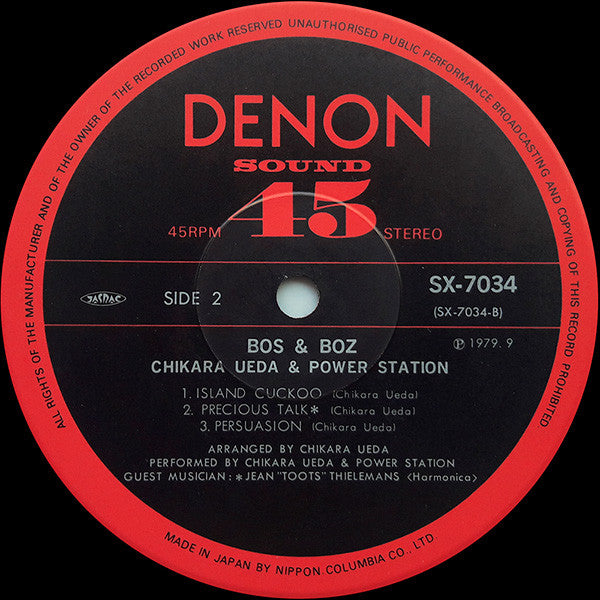 ALL RIGHTS OF THE MANUFACTURER AND OF THE OWNER OF THE RECORDED WORK RESERVED UNAUTHORISED PUBLIC PERFORMANCE BROADCASTING AND COPYING OF THIS RECORD PROHIBITED.
DENON
SOUND
45
45RPM
STEREO
JASRAC
SIDE 2
SX-7034
(SX-7034-B)
BOS & BOZ
Ⓟ 1979. 9
CHIKARA UEDA & POWER STATION
1. ISLAND CUCKOO (Chikara Ueda)
2. PRECIOUS TALK* (Chikara Ueda)
3. PERSUASION (Chikara Ueda)
ARRANGED BY CHIKARA UEDA
PERFORMED BY CHIKARA UEDA & POWER STATION
GUEST MUSICIAN : *JEAN "TOOTS" THIELEMANS <Harmonica>
MADE IN JAPAN BY NIPPON COLUMBIA CO., LTD